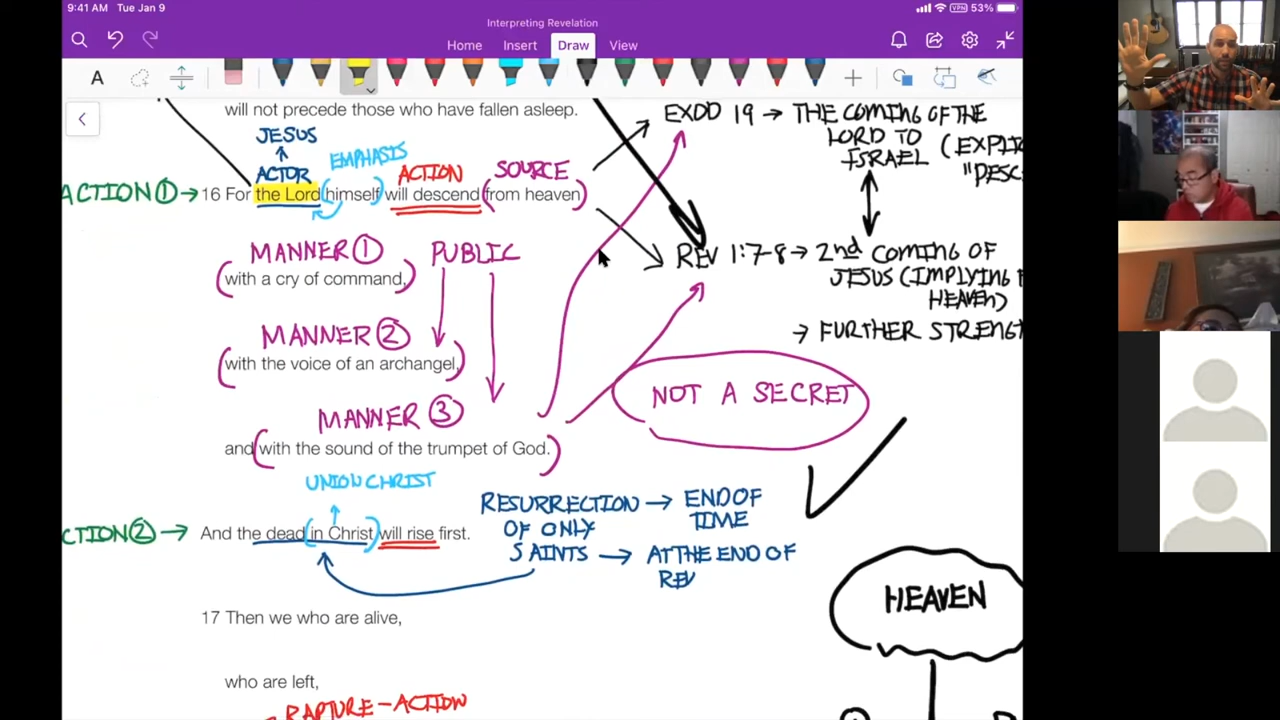 9:41 AM Tue Jan 9
VPN 53%
Interpreting Revelation
Home Insert Draw View
A
will not precede those who have fallen asleep.
EXOD 19 → THE COMING OF THE
LORD TO
ISRAEL
JESUS
EMPHASIS
ACTOR
ACTION
SOURCE
ACTION ① → 16 For the Lord (himself) will descend (from heaven)
MANNER ① PUBLIC
(with a cry of command,)
REV 1:7-8 → 2nd COMING OF
JESUS (IMPLYING
HEAVEN)
→ FURTHER
MANNER ②
(with the voice of an archangel,)
NOT A SECRET
MANNER ③
and (with the sound of the trumpet of God.)
UNION CHRIST
RESURRECTION → END OF
OF ONLY TIME
SAINTS → AT THE END OF
REV
CTION ② → And the dead (in Christ) will rise first.
HEAVEN
17 Then we who are alive,
who are left,
RAPTURE-ACTION